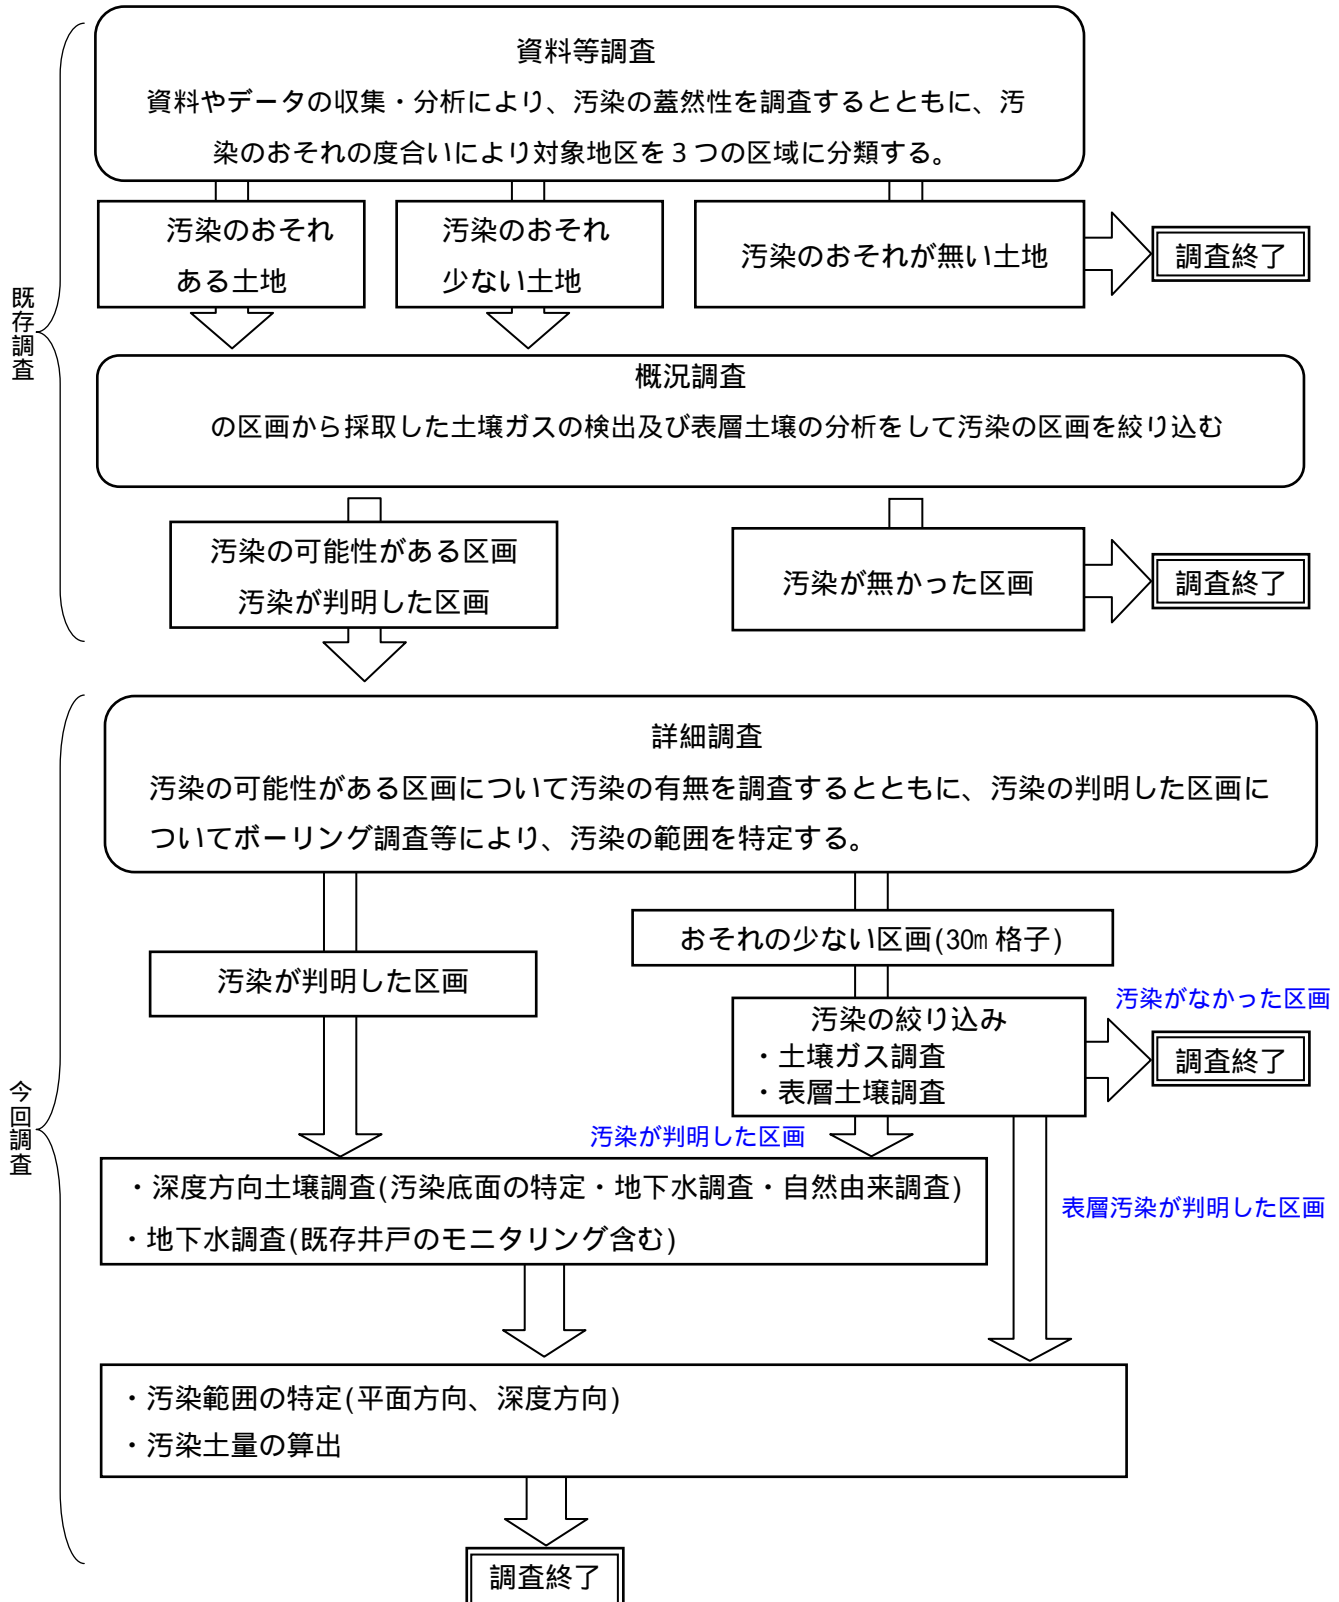 資料等調査
資料やデータの収集・分析により、汚染の蓋然性を調査するとともに、汚
染のおそれの度合いにより対象地区を３つの区域に分類する。
汚染のおそれ
ある土地
汚染のおそれ
少ない土地
汚染のおそれが無い土地
調査終了
既存調査
概況調査
の区画から採取した土壌ガスの検出及び表層土壌の分析をして汚染の区画を絞り込む
汚染の可能性がある区画
汚染が判明した区画
汚染が無かった区画
調査終了
詳細調査
汚染の可能性がある区画について汚染の有無を調査するとともに、汚染の判明した区画に
ついてボーリング調査等により、汚染の範囲を特定する。
おそれの少ない区画(30m 格子)
汚染が判明した区画
汚染がなかった区画
汚染の絞り込み
・土壌ガス調査
・表層土壌調査
調査終了
今回調査
汚染が判明した区画
・深度方向土壌調査(汚染底面の特定・地下水調査・自然由来調査)
・地下水調査(既存井戸のモニタリング含む)
表層汚染が判明した区画
・汚染範囲の特定(平面方向、深度方向)
・汚染土量の算出
調査終了